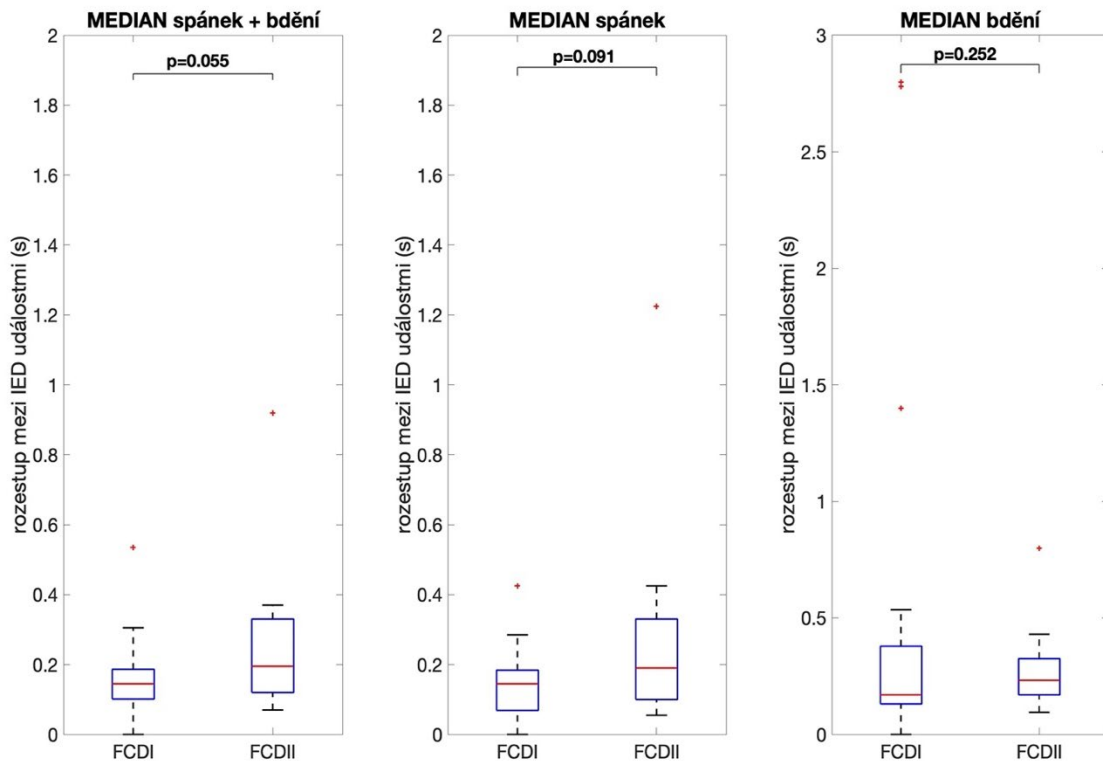 MEDIAN spánek + bdění
p=0.055
rozestup mezi IED událostmi (s)
2
1.8
1.6
1.4
1.2
1
0.8
0.6
0.4
0.2
0
FCDI FCDII
MEDIAN spánek
p=0.091
rozestup mezi IED událostmi (s)
2
1.8
1.6
1.4
1.2
1
0.8
0.6
0.4
0.2
0
FCDI FCDII
MEDIAN bdění
p=0.252
rozestup mezi IED událostmi (s)
3
2.5
2
1.5
1
0.5
0
FCDI FCDII